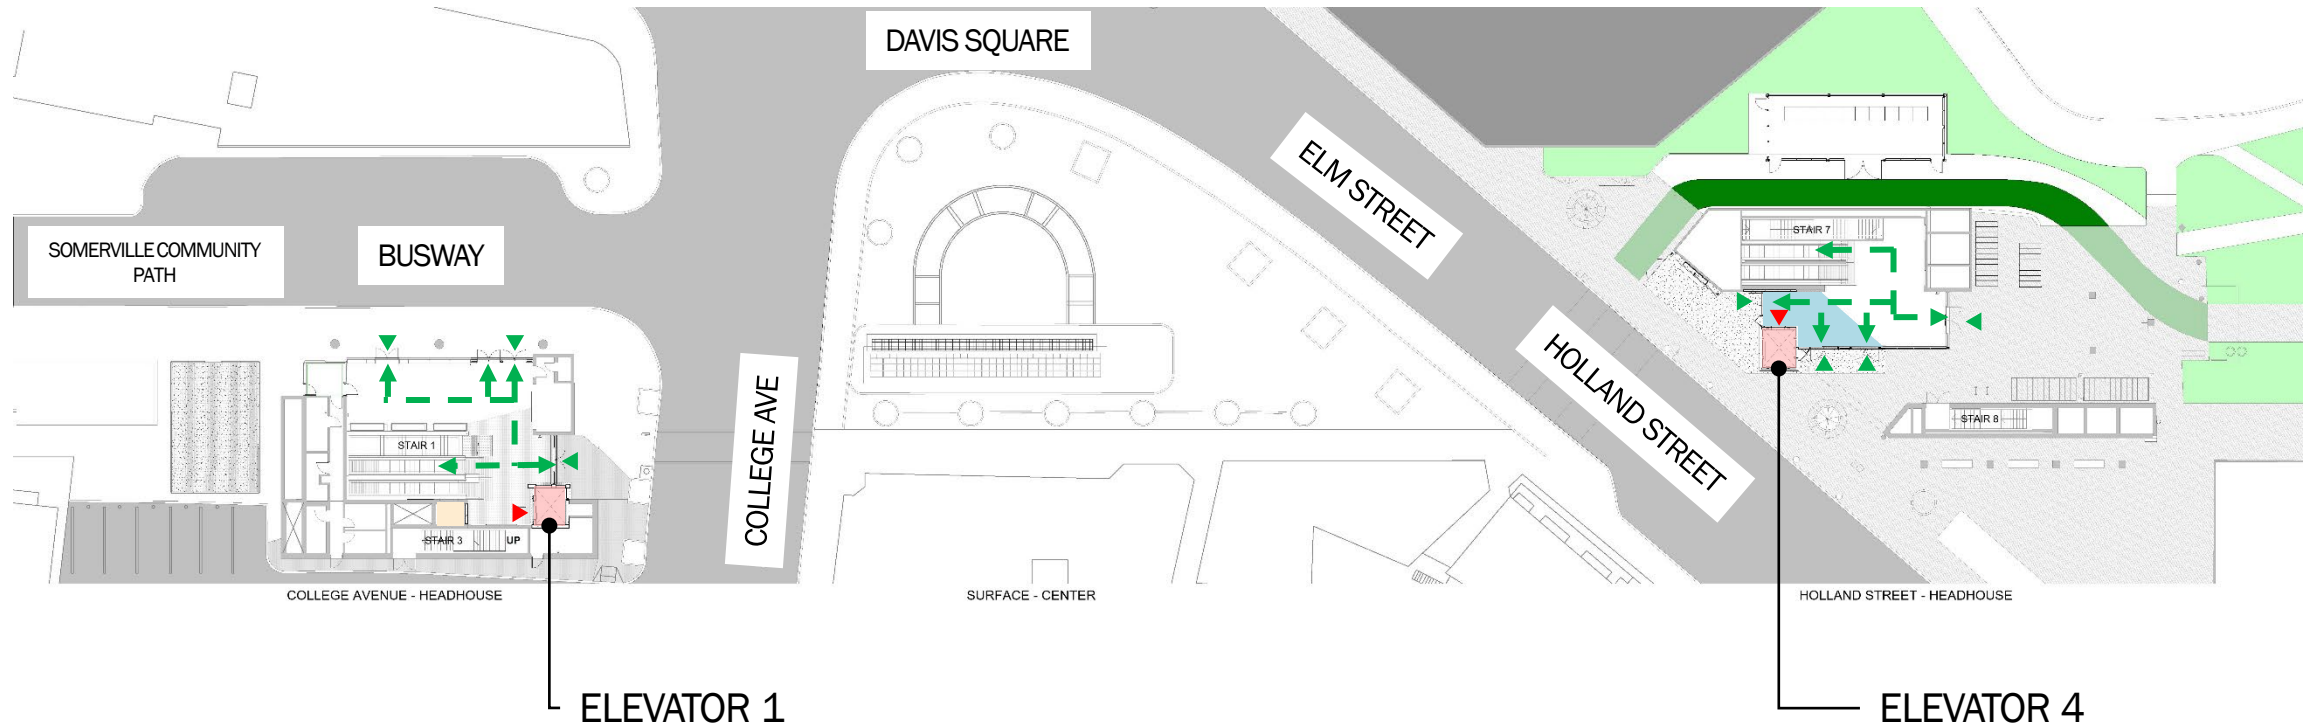 DAVIS SQUARE
ELM STREET
SOMERVILLE COMMUNITY
PATH
BUSWAY
STAIR 7
HOLLAND STREET
COLLEGE AVE
STAIR 1
STAIR 8
STAIR 3
UP
COLLEGE AVENUE - HEADHOUSE
SURFACE - CENTER
HOLLAND STREET - HEADHOUSE
ELEVATOR 1
ELEVATOR 4